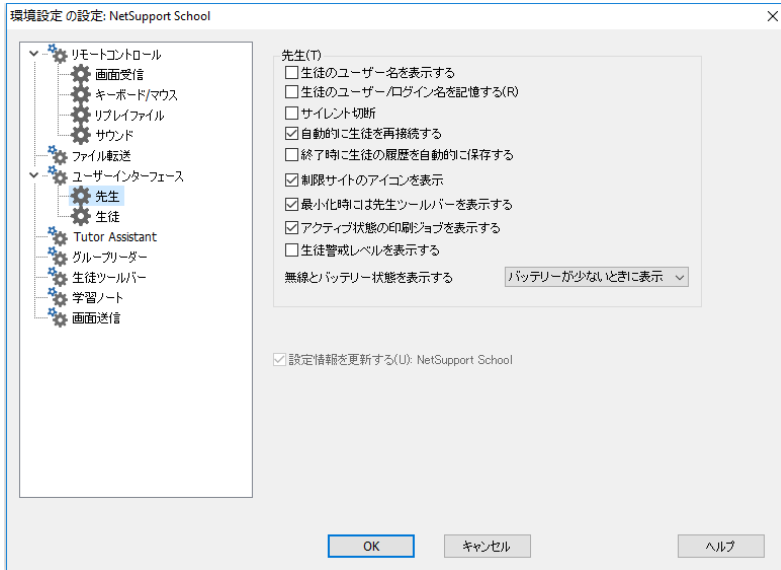 環境設定 の設定: NetSupport School
リモートコントロール
画面受信
キーボード/マウス
リプレイファイル
サウンド
ファイル転送
ユーザーインターフェース
先生
生徒
Tutor Assistant
グループリーダー
生徒ツールバー
学習ノート
画面送信
先生(T)
生徒のユーザー名を表示する
生徒のユーザー/ログイン名を記憶する(R)
サイレント切断
自動的に生徒を再接続する
終了時に生徒の履歴を自動的に保存する
制限サイトのアイコンを表示
最小化時には先生ツールバーを表示する
アクティブ状態の印刷ジョブを表示する
生徒警戒レベルを表示する
無線とバッテリー状態を表示する バッテリーが少ないときに表示
設定情報を更新する(U): NetSupport School
OK キャンセル ヘルプ